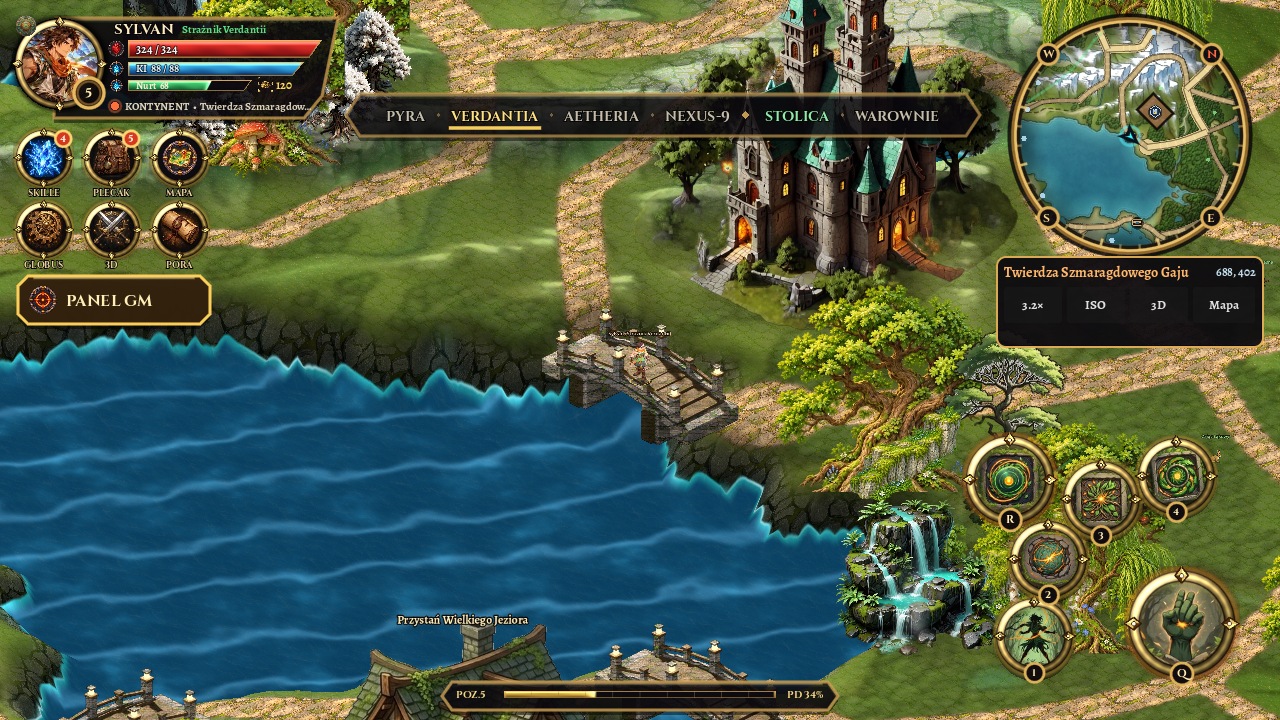 SYLVAN Strażnik Verdantii
324 / 324
KI 88 / 88
Nurt 68
120
5
KONTYNENT • Twierdza Szmaragdow...
4
5
SKILLE PLECAK MAPA
GLOBUS 3D PORA
PANEL GM
PYRA VERDANTIA AETHERIA NEXUS-9 STOLICA WAROWNIE
W N
S E
Twierdza Szmaragdowego Gaju 688, 402
3.2× ISO 3D Mapa
Przystań Wielkiego Jeziora
R
3
4
2
1
Q
POZ.5 PD 34%